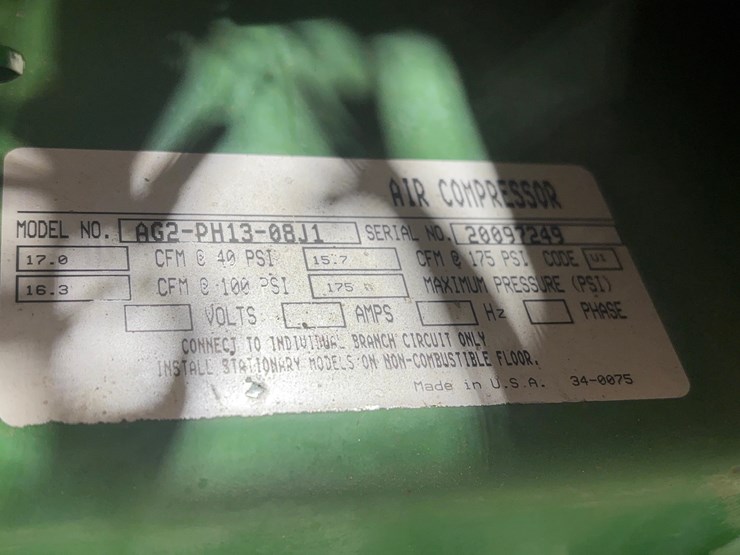 AIR COMPRESSOR
MODEL NO. AG2-PH13-08J1 SERIAL NO. 20097249
17.0 CFM @ 40 PSI 15.7 CFM @ 175 PSI CODE
16.3 CFM @ 100 PSI 175 MAXIMUM PRESSURE (PSI)
VOLTS AMPS Hz PHASE
CONNECT TO INDIVIDUAL BRANCH CIRCUIT ONLY
INSTALL STATIONARY MODELS ON NON-COMBUSTIBLE FLOOR.
Made in U.S.A. 34-0075